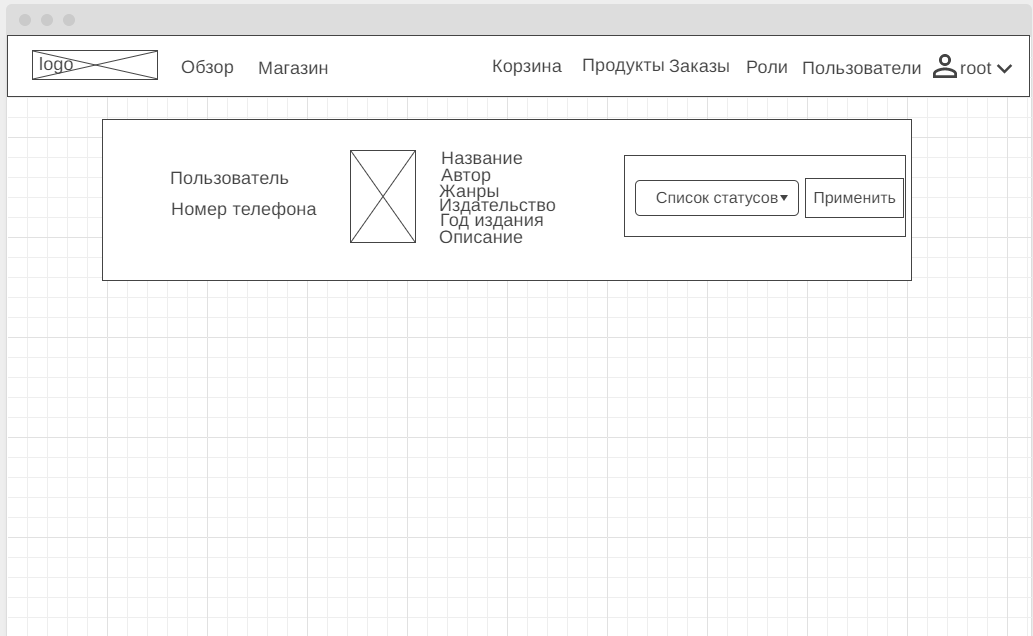 logo Обзор Магазин Корзина Продукты Заказы Роли Пользователи root
Пользователь
Номер телефона
Название
Автор
Жанры
Издательство
Год издания
Описание
Список статусов Применить